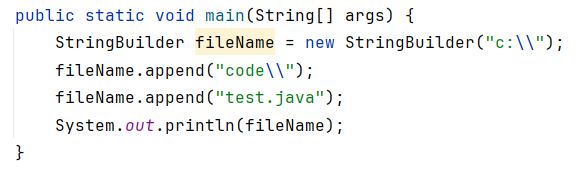 public static void main(String[] args) {
    StringBuilder fileName = new StringBuilder("c:\\");
    fileName.append("code\\");
    fileName.append("test.java");
    System.out.println(fileName);
}